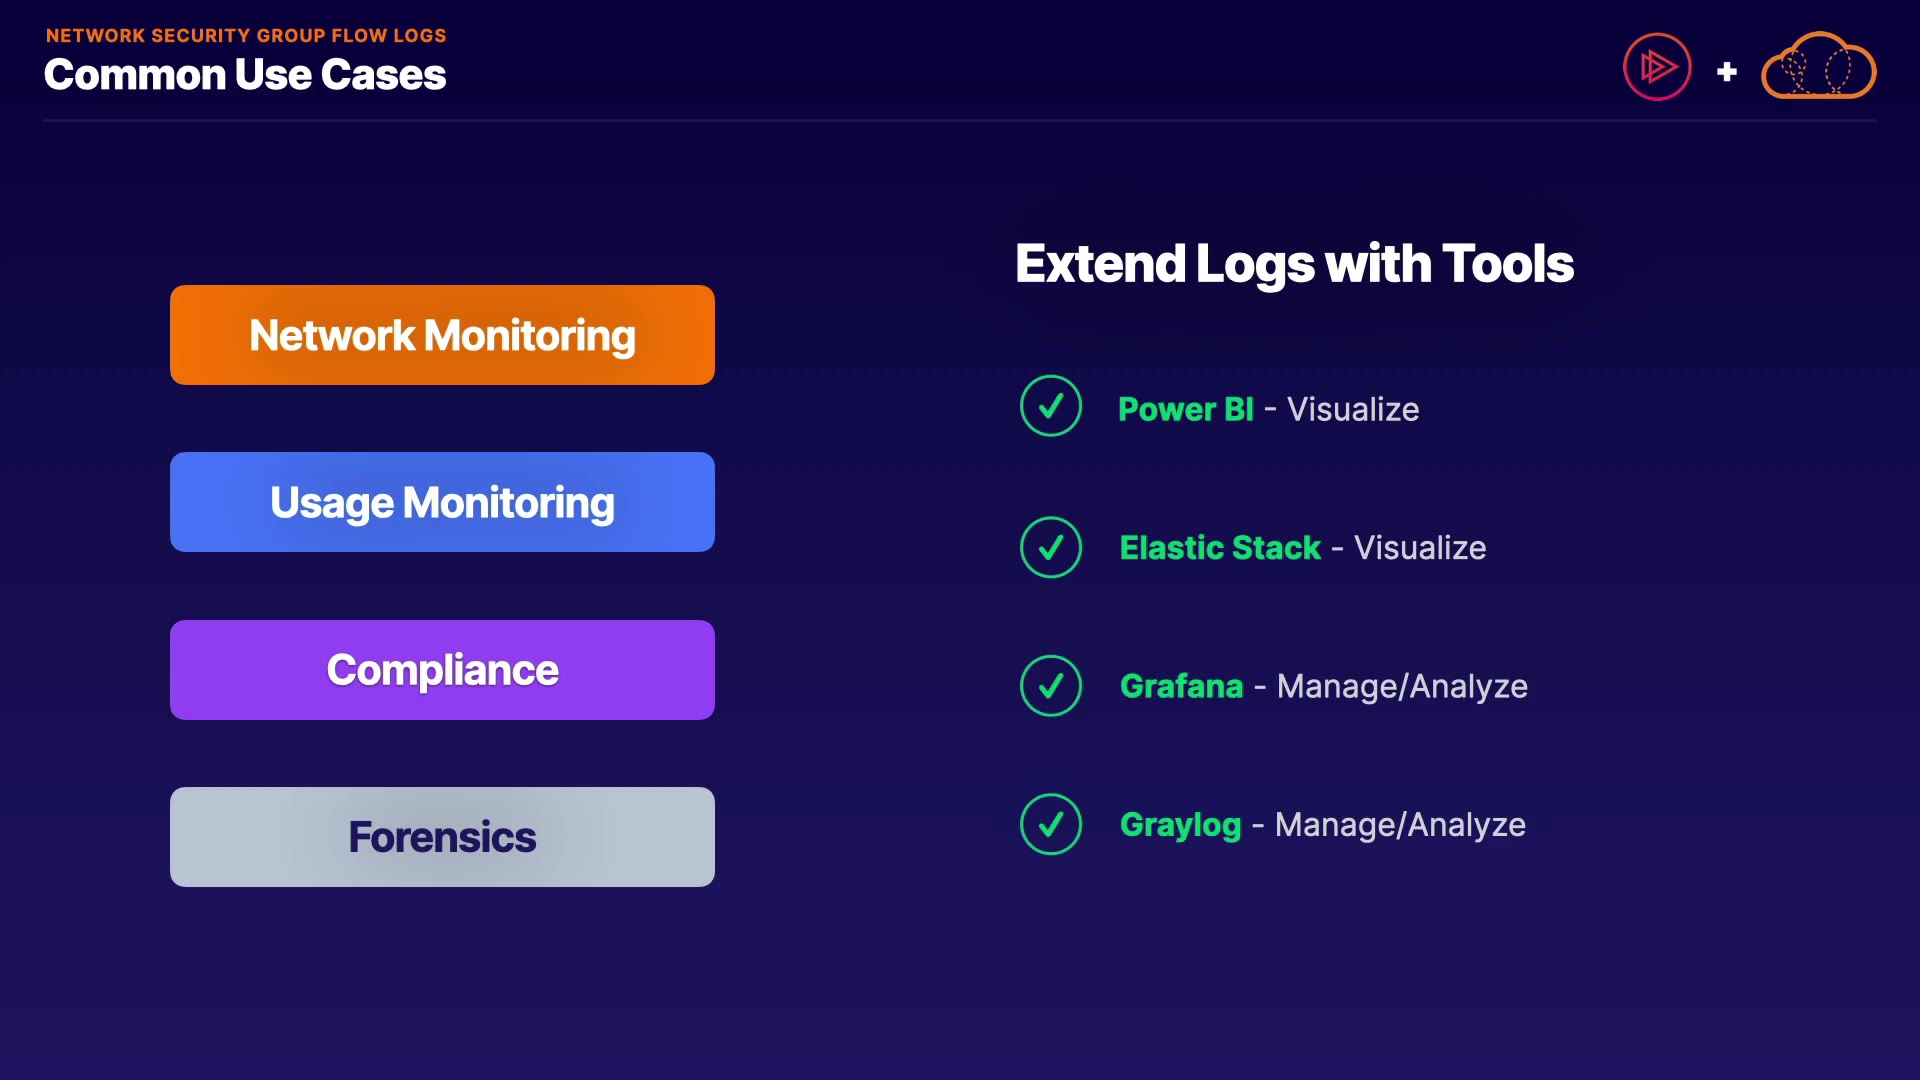 NETWORK SECURITY GROUP FLOW LOGS
Common Use Cases
Network Monitoring
Usage Monitoring
Compliance
Forensics
Extend Logs with Tools
Power BI - Visualize
Elastic Stack - Visualize
Grafana - Manage/Analyze
Graylog - Manage/Analyze